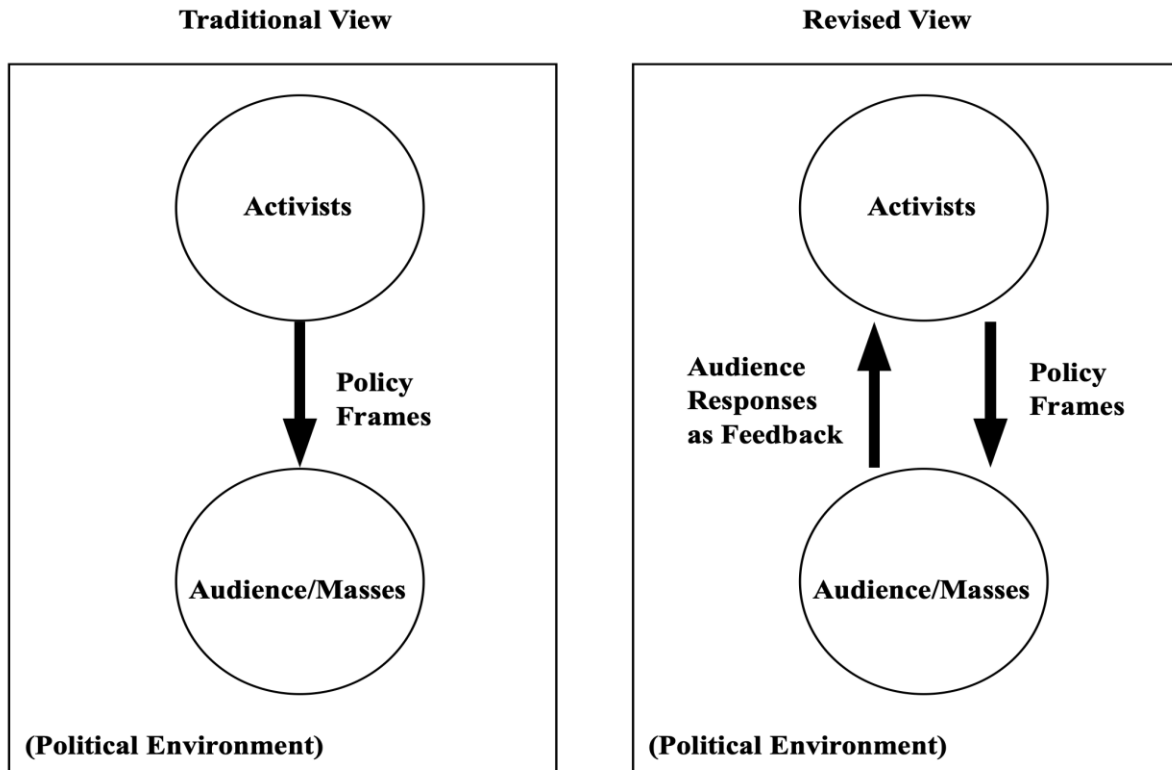 Traditional View
Activists
Policy
Frames
Audience/Masses
(Political Environment)
Revised View
Activists
Audience
Responses
as Feedback
Policy
Frames
Audience/Masses
(Political Environment)